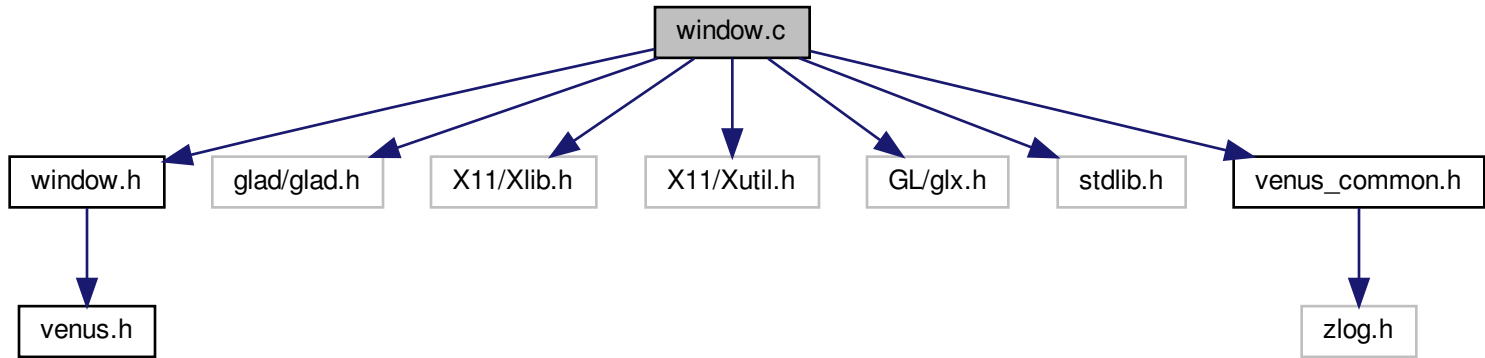 window.c
window.h
glad/glad.h
X11/Xlib.h
X11/Xutil.h
GL/glx.h
stdlib.h
venus_common.h
venus.h
zlog.h